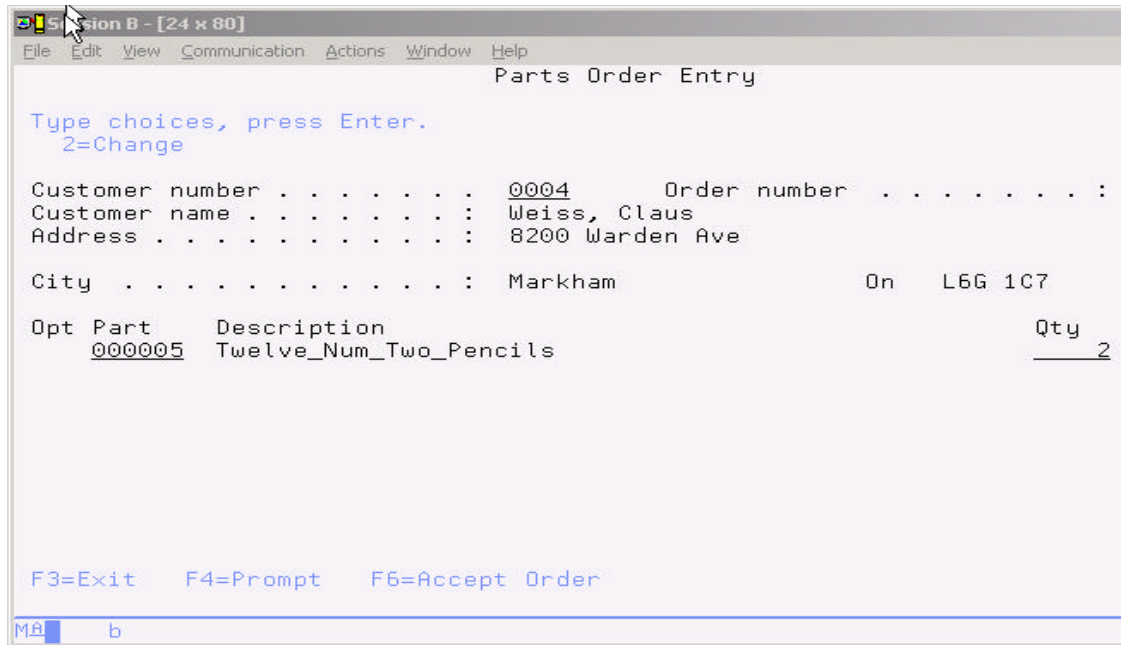 Session B - [24 x 80]
File Edit View Communication Actions Window Help
Parts Order Entry
Type choices, press Enter.
2=Change
Customer number . . . . . . . 0004 Order number . . . . . . . :
Customer name . . . . . . . : Weiss, Claus
Address . . . . . . . . . . : 8200 Warden Ave
City . . . . . . . . . . . : Markham On L6G 1C7
Opt Part Description Qty
000005 Twelve_Num_Two_Pencils 2
F3=Exit F4=Prompt F6=Accept Order
MA b